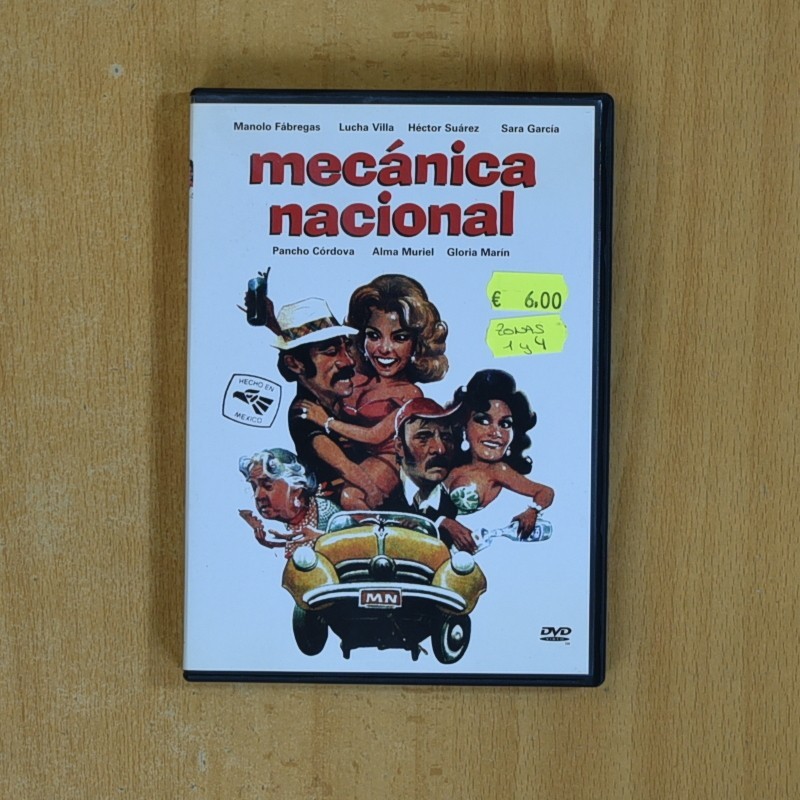 Manolo Fábregas Lucha Villa Héctor Suárez Sara García
mecánica
nacional
Pancho Córdova Alma Muriel Gloria Marín
€ 6,00
ZONAS
1 y 4
HECHO EN
MEXICO
MN
DVD
VIDEO